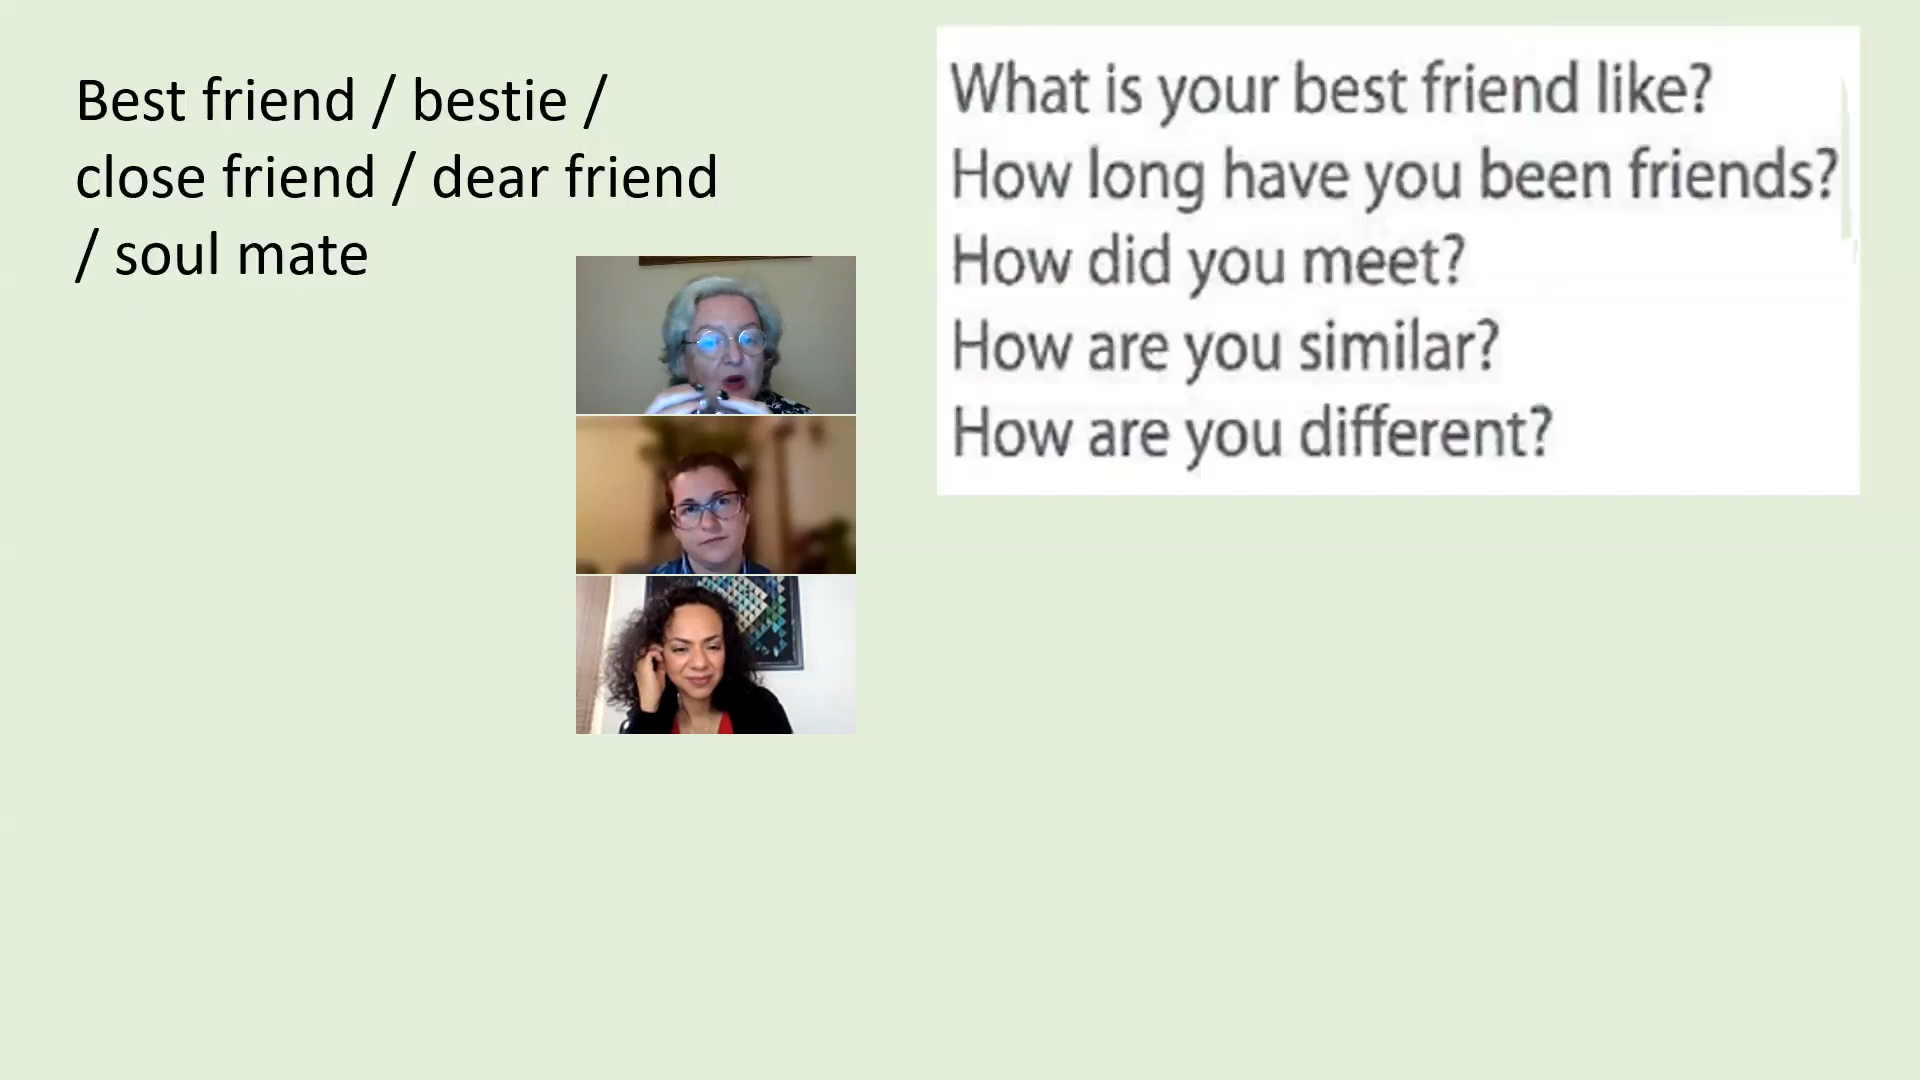 Best friend / bestie /
close friend / dear friend
/ soul mate
What is your best friend like?
How long have you been friends?
How did you meet?
How are you similar?
How are you different?